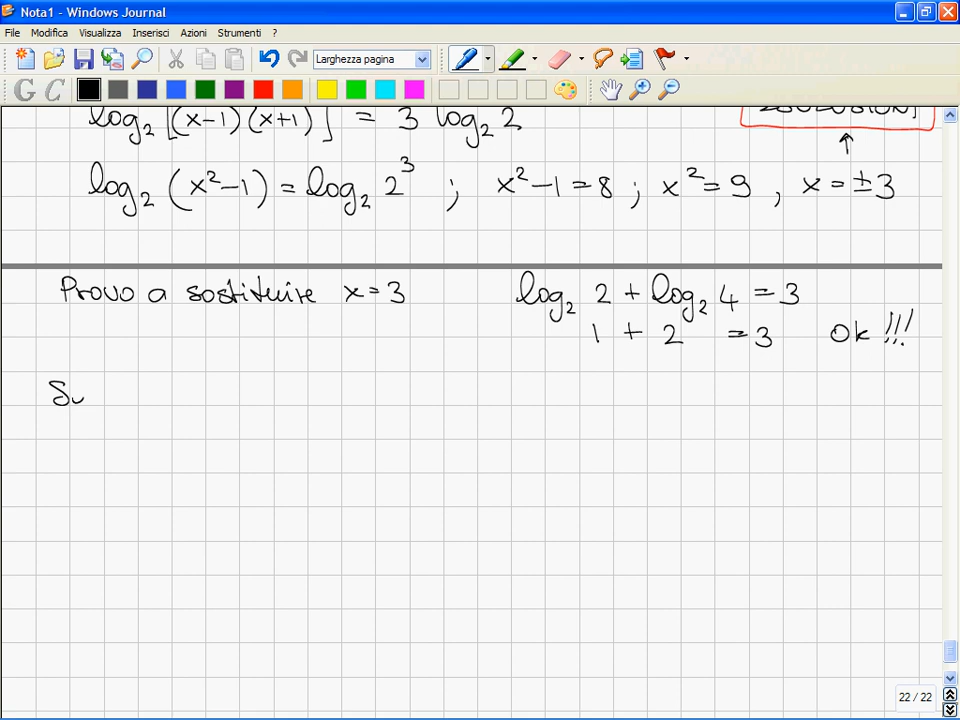 Nota1 - Windows Journal
File Modifica Visualizza Inserisci Azioni Strumenti ?
Larghezza pagina
G C
log₂ [(x-1)(x+1)] = 3 log₂ 2
log₂ (x²-1) = log₂ 2³ ; x²-1=8 ; x²=9 , x=±3
Provo a sostituire x=3 log₂ 2 + log₂ 4 = 3
1 + 2 = 3 Ok !!!
22 / 22